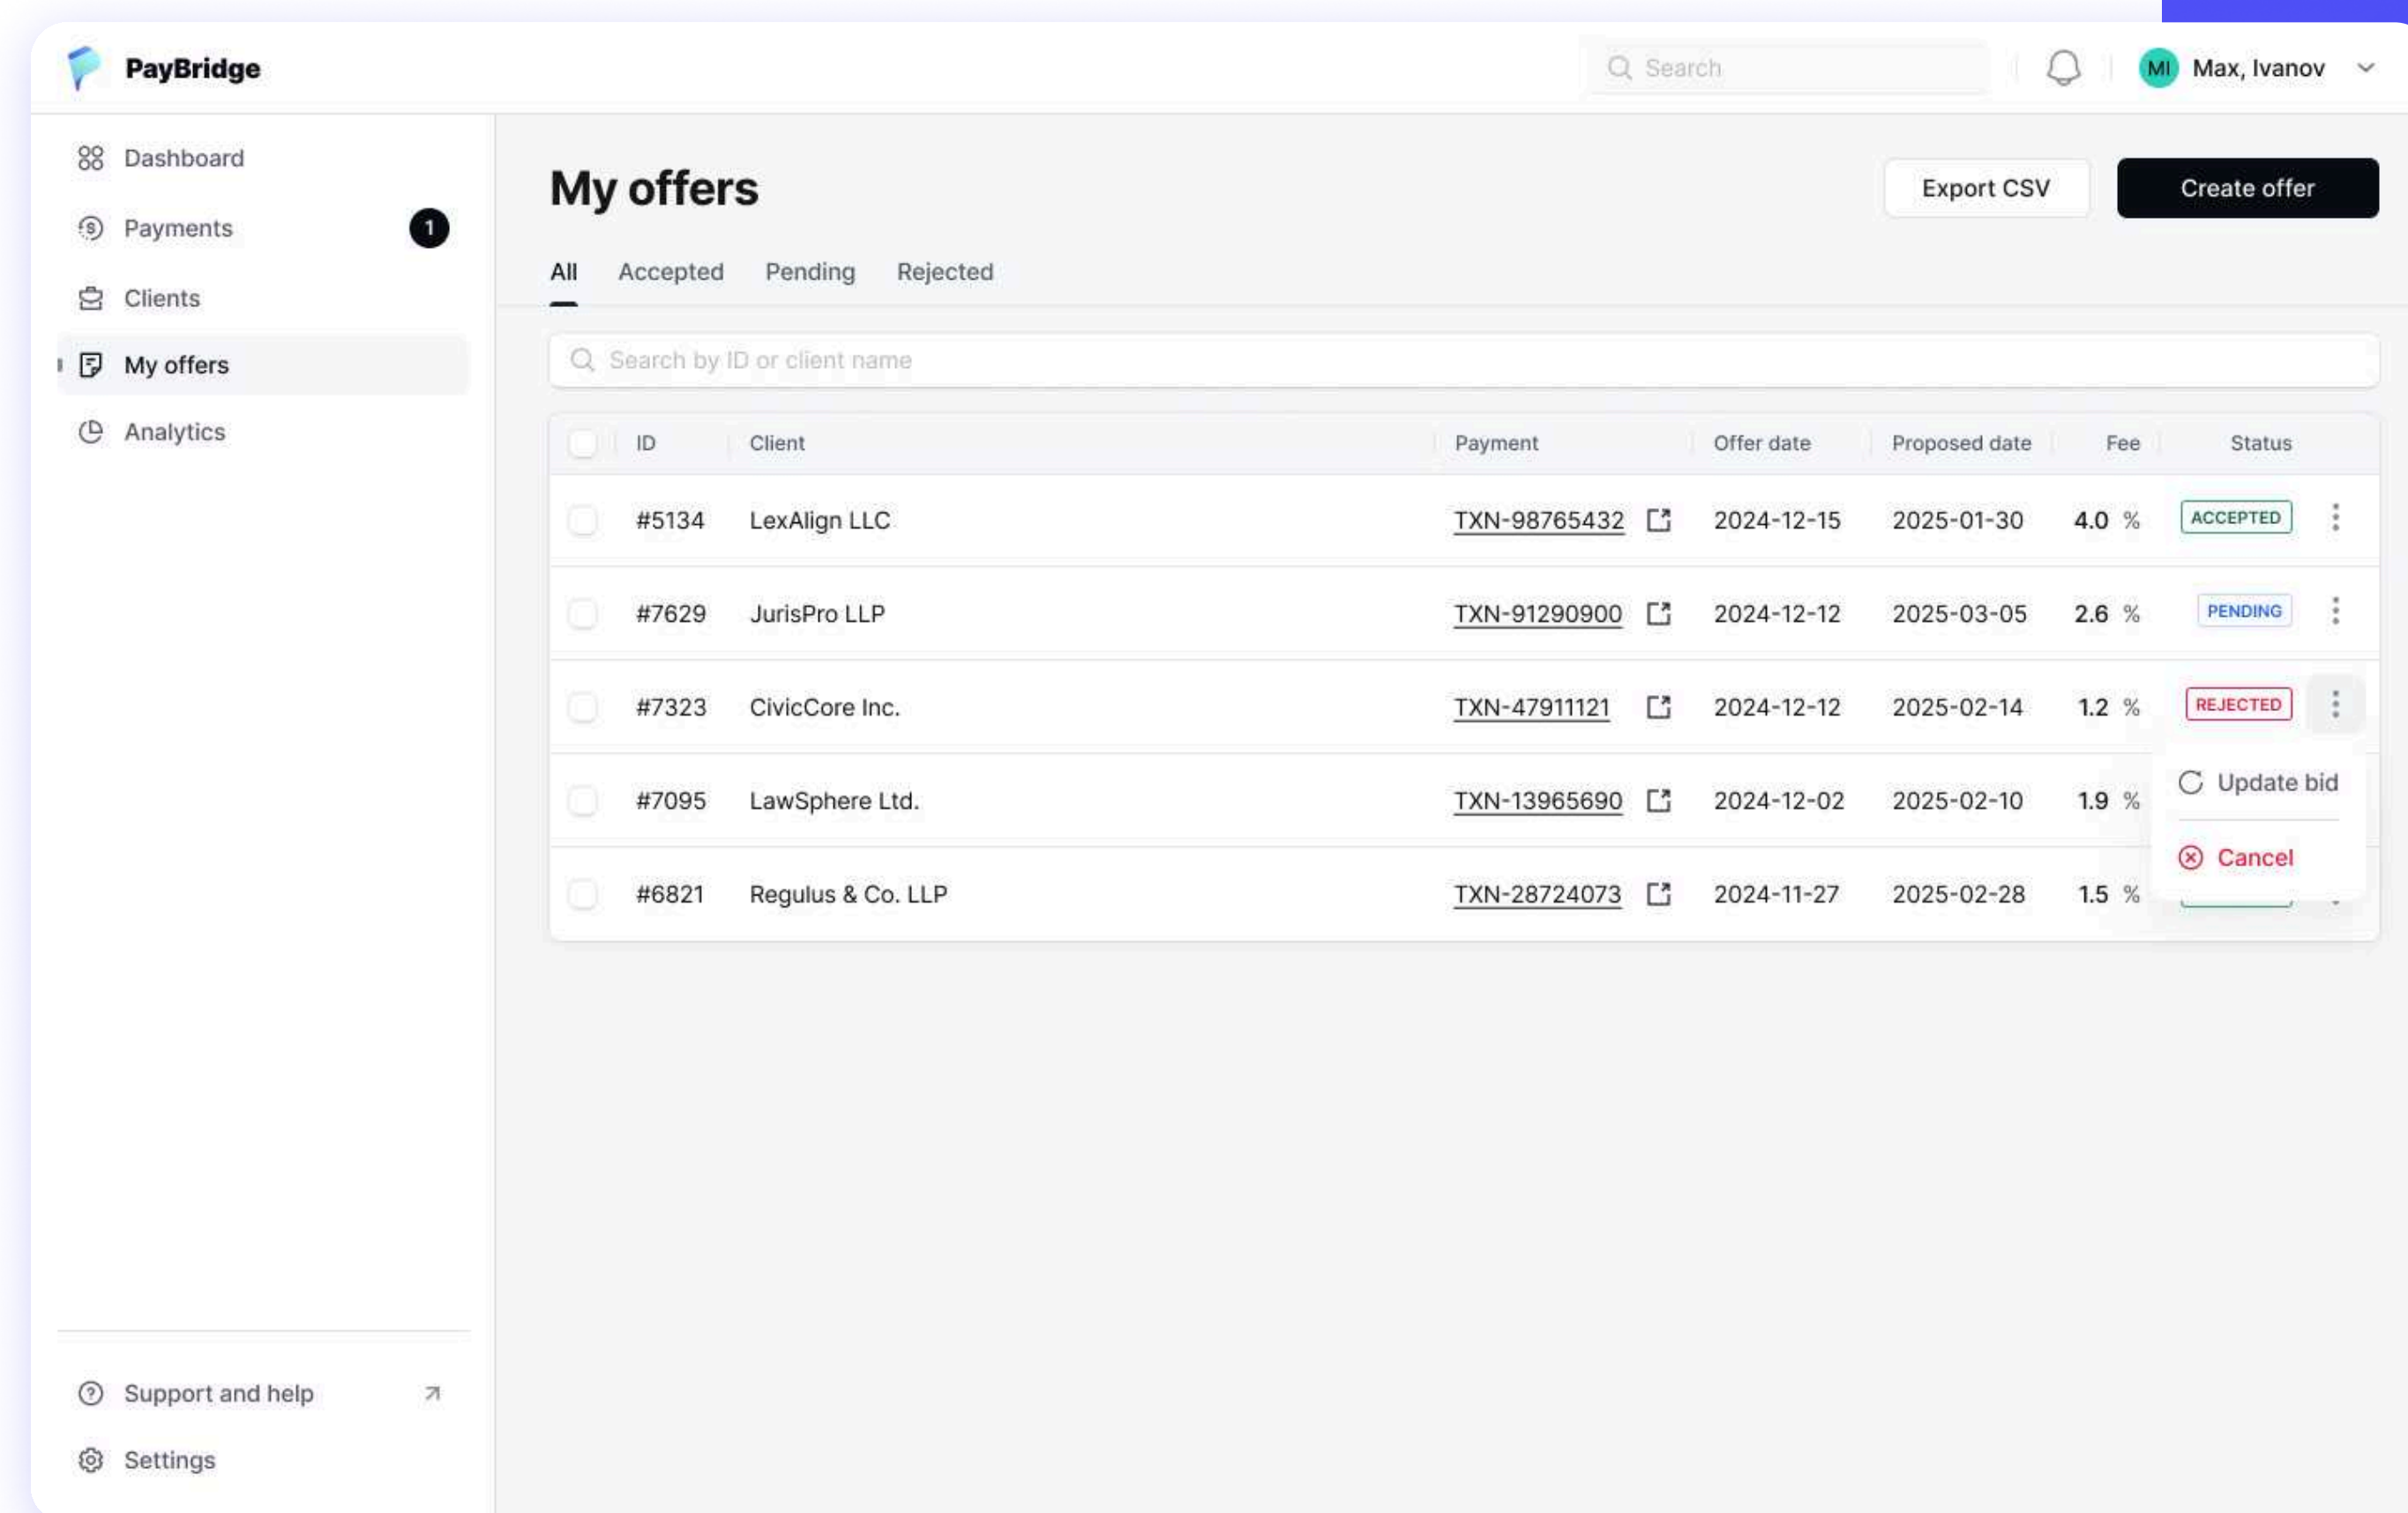 PayBridge
Search
MI Max, Ivanov
Dashboard
Payments 1
Clients
My offers
Analytics
Support and help
Settings
My offers
Export CSV
Create offer
All Accepted Pending Rejected
Search by ID or client name
ID Client Payment Offer date Proposed date Fee Status
#5134 LexAlign LLC TXN-98765432 2024-12-15 2025-01-30 4.0 % ACCEPTED
#7629 JurisPro LLP TXN-91290900 2024-12-12 2025-03-05 2.6 % PENDING
#7323 CivicCore Inc. TXN-47911121 2024-12-12 2025-02-14 1.2 % REJECTED
#7095 LawSphere Ltd. TXN-13965690 2024-12-02 2025-02-10 1.9 %
#6821 Regulus & Co. LLP TXN-28724073 2024-11-27 2025-02-28 1.5 %
Update bid
Cancel